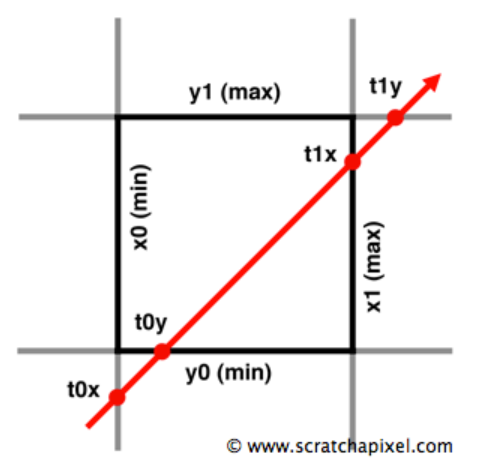 y1 (max)
t1y
t1x
x0 (min)
x1 (max)
t0y
y0 (min)
t0x
© www.scratchapixel.com